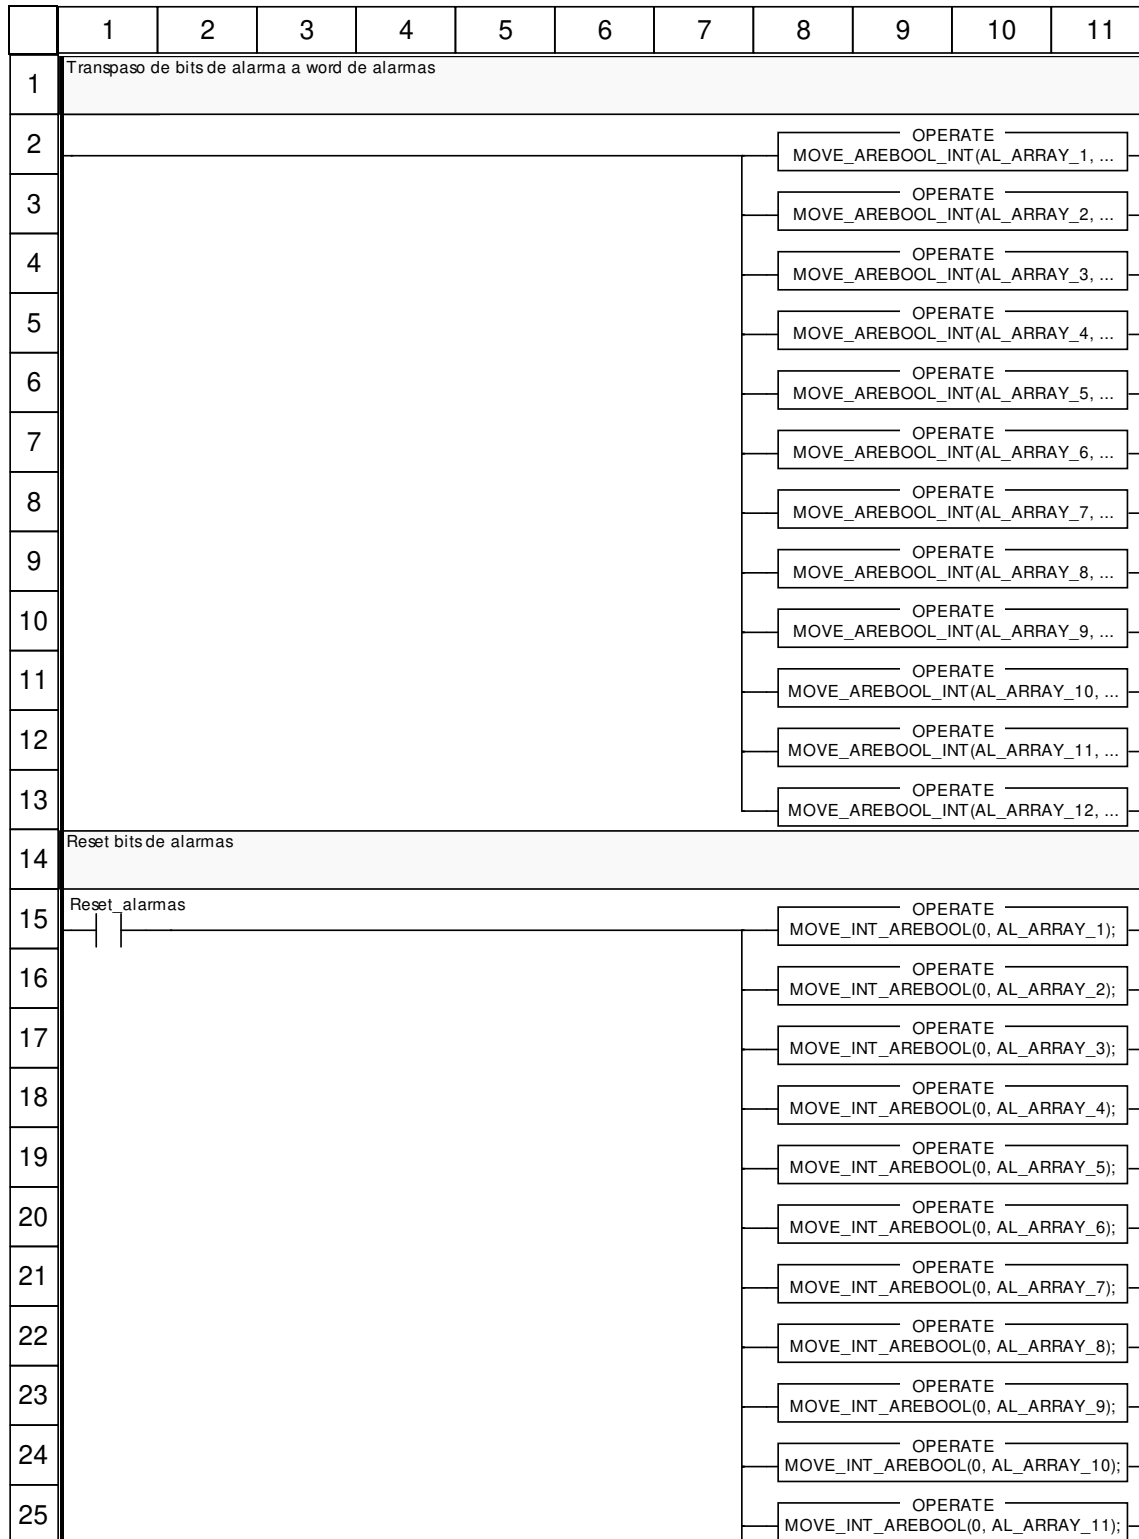 1 2 3 4 5 6 7 8 9 10 11
1 Transpaso de bits de alarma a word de alarmas
2 OPERATE
MOVE_AREBOOL_INT(AL_ARRAY_1, ...
3 OPERATE
MOVE_AREBOOL_INT(AL_ARRAY_2, ...
4 OPERATE
MOVE_AREBOOL_INT(AL_ARRAY_3, ...
5 OPERATE
MOVE_AREBOOL_INT(AL_ARRAY_4, ...
6 OPERATE
MOVE_AREBOOL_INT(AL_ARRAY_5, ...
7 OPERATE
MOVE_AREBOOL_INT(AL_ARRAY_6, ...
8 OPERATE
MOVE_AREBOOL_INT(AL_ARRAY_7, ...
9 OPERATE
MOVE_AREBOOL_INT(AL_ARRAY_8, ...
10 OPERATE
MOVE_AREBOOL_INT(AL_ARRAY_9, ...
11 OPERATE
MOVE_AREBOOL_INT(AL_ARRAY_10, ...
12 OPERATE
MOVE_AREBOOL_INT(AL_ARRAY_11, ...
13 OPERATE
MOVE_AREBOOL_INT(AL_ARRAY_12, ...
14 Reset bits de alarmas
15 Reset_alarmas OPERATE
MOVE_INT_AREBOOL(0, AL_ARRAY_1);
16 OPERATE
MOVE_INT_AREBOOL(0, AL_ARRAY_2);
17 OPERATE
MOVE_INT_AREBOOL(0, AL_ARRAY_3);
18 OPERATE
MOVE_INT_AREBOOL(0, AL_ARRAY_4);
19 OPERATE
MOVE_INT_AREBOOL(0, AL_ARRAY_5);
20 OPERATE
MOVE_INT_AREBOOL(0, AL_ARRAY_6);
21 OPERATE
MOVE_INT_AREBOOL(0, AL_ARRAY_7);
22 OPERATE
MOVE_INT_AREBOOL(0, AL_ARRAY_8);
23 OPERATE
MOVE_INT_AREBOOL(0, AL_ARRAY_9);
24 OPERATE
MOVE_INT_AREBOOL(0, AL_ARRAY_10);
25 OPERATE
MOVE_INT_AREBOOL(0, AL_ARRAY_11);